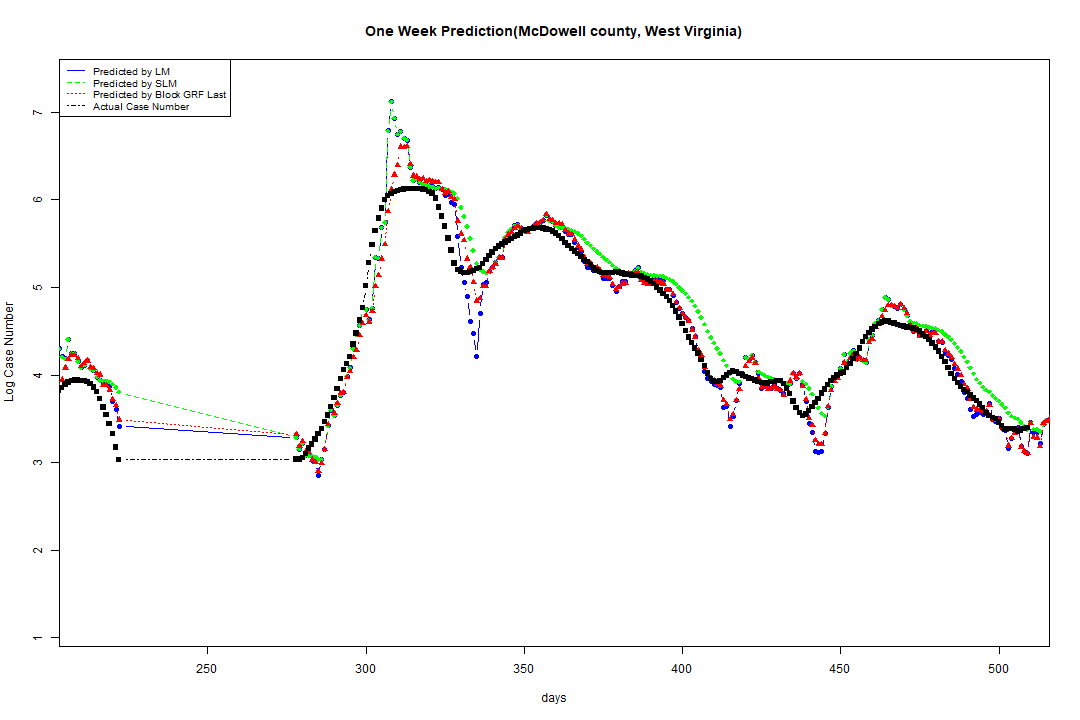 One Week Prediction(McDowell county, West Virginia)
Predicted by LM
Predicted by SLM
Predicted by Block GRF Last
Actual Case Number
Log Case Number
7
6
5
4
3
2
1
250
300
350
400
450
500
days